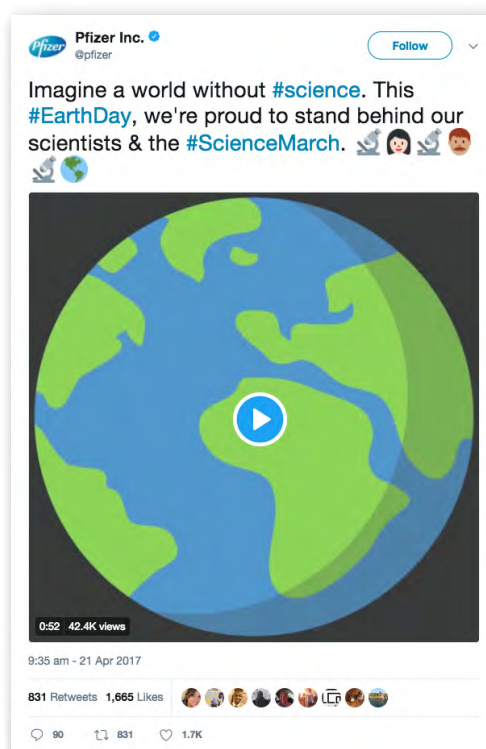 Pfizer
Pfizer Inc.
@pfizer
Follow
Imagine a world without #science. This
#EarthDay, we're proud to stand behind our
scientists & the #ScienceMarch.
0:52 42.4K views
9:35 am - 21 Apr 2017
831 Retweets 1,665 Likes
90 831 1.7K